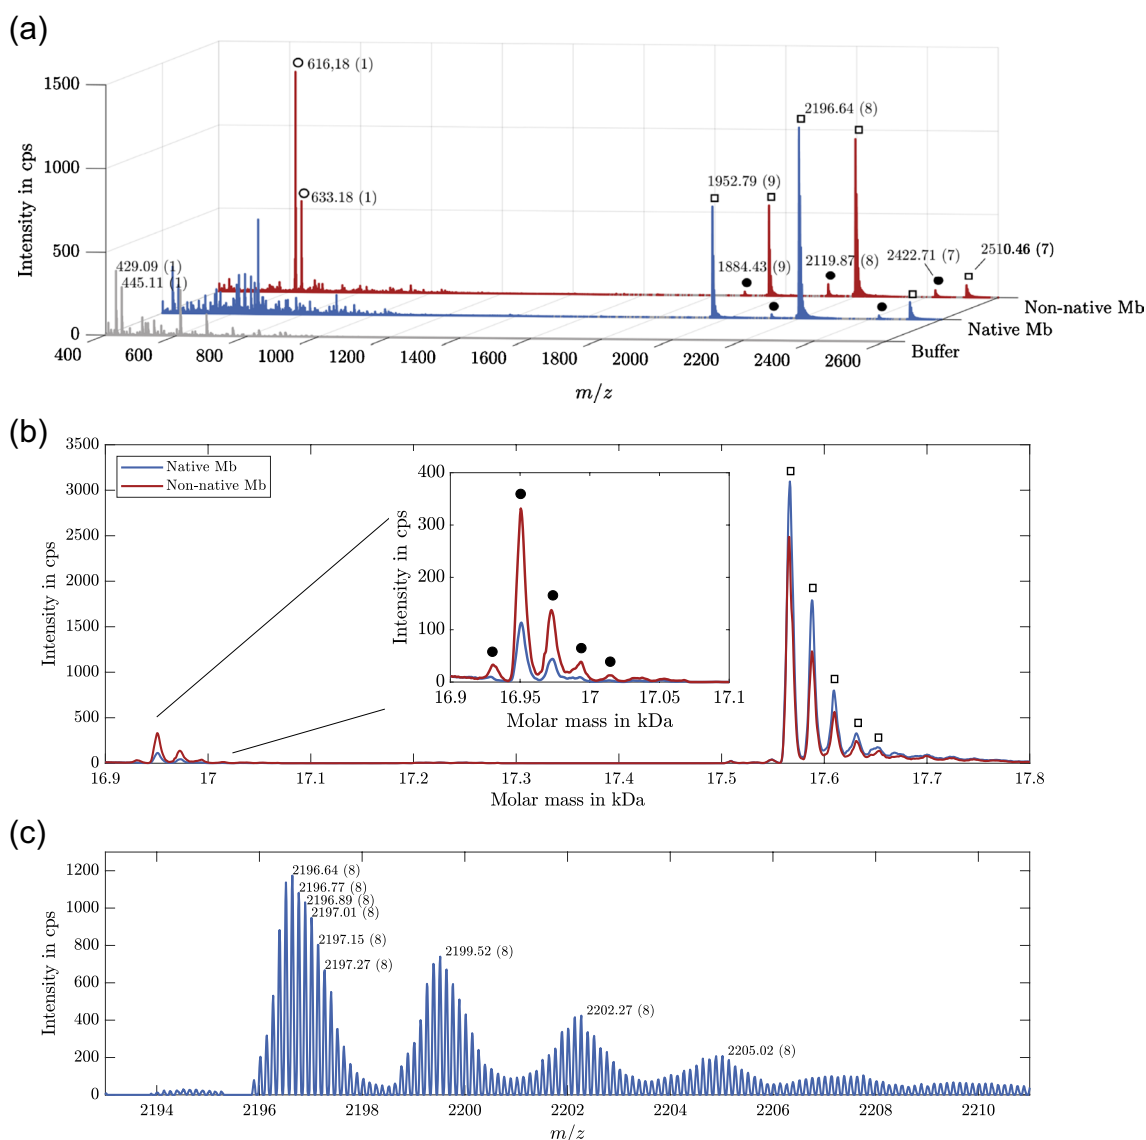 (a)
1500
1000
500
0
Intensity in cps
616,18 (1)
633.18 (1)
429.09 (1)
445.11 (1)
2196.64 (8)
1952.79 (9)
1884.43 (9)
2119.87 (8)
2422.71 (7)
2510.46 (7)
Non-native Mb
Native Mb
Buffer
400 600 800 1000 1200 1400 1600 1800 2000 2200 2400 2600
m/z
(b)
3500
3000
2500
2000
1500
1000
500
0
Intensity in cps
Native Mb
Non-native Mb
400
300
200
100
0
Intensity in cps
16.9 16.95 17 17.05 17.1
Molar mass in kDa
16.9 17 17.1 17.2 17.3 17.4 17.5 17.6 17.7 17.8
Molar mass in kDa
(c)
1200
1000
800
600
400
200
0
Intensity in cps
2196.64 (8)
2196.77 (8)
2196.89 (8)
2197.01 (8)
2197.15 (8)
2197.27 (8)
2199.52 (8)
2202.27 (8)
2205.02 (8)
2194 2196 2198 2200 2202 2204 2206 2208 2210
m/z